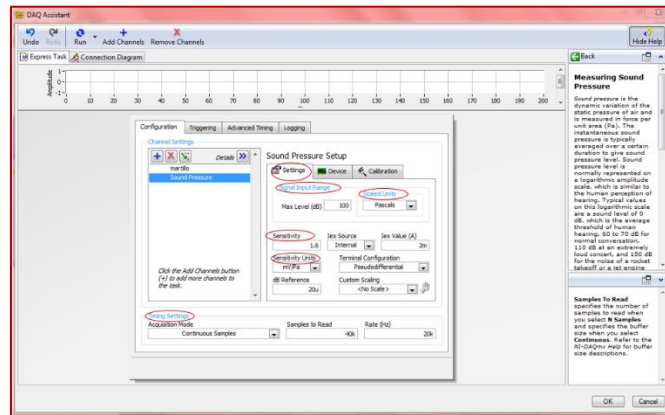 DAQ Assistant
Undo Redo Run Add Channels Remove Channels Hide Help
Express Task Connection Diagram
Amplitude
1
0
-1
0 10 20 30 40 50 60 70 80 90 100 110 120 130 140 150 160 170 180 190 200
Configuration Triggering Advanced Timing Logging
Channel Settings
Details
martillo
Sound Pressure
Click the Add Channels button
(+) to add more channels to
the task.
Sound Pressure Setup
Settings Device Calibration
Signal Input Range
Max Level (dB) 100
Scaled Units
Pascals
Sensitivity Iex Source Iex Value (A)
1.6 Internal 2m
Sensitivity Units Terminal Configuration
mV/Pa Pseudodifferential
dB Reference Custom Scaling
20u <No Scale>
Timing Settings
Acquisition Mode Samples to Read Rate (Hz)
Continuous Samples 40k 20k
Back
Measuring Sound
Pressure
Sound pressure is the
dynamic variation of the
static pressure of air and
is measured in force per
unit area (Pa). The
instantaneous sound
pressure is typically
averaged over a certain
duration to give sound
pressure level. Sound
pressure level is
normally represented on
a logarithmic amplitude
scale, which is similar to
the human perception of
hearing. Typical values
on this logarithmic scale
are a sound level of 0
dB, which is the average
threshold of human
hearing, 60 to 70 dB for
normal conversation,
110 dB at an extremely
loud concert, and 150 dB
for the noise of a rocket
takeoff or a jet engine
Samples To Read
specifies the number of
samples to read when
you select N Samples
and specifies the buffer
size when you select
Continuous. Refer to the
NI-DAQmx Help for buffer
size descriptions.
OK Cancel